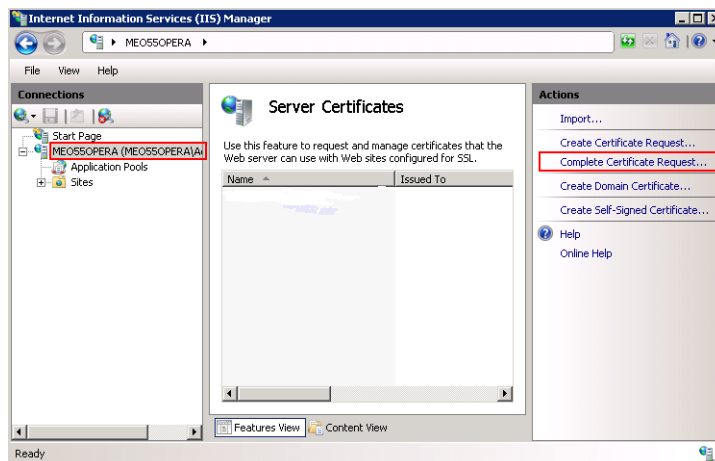 Internet Information Services (IIS) Manager
MEO55OPERA
File View Help
Connections
Start Page
MEO55OPERA (MEO55OPERA\A
Application Pools
Sites
Server Certificates
Use this feature to request and manage certificates that the
Web server can use with Web sites configured for SSL.
Name Issued To
Features View Content View
Actions
Import...
Create Certificate Request...
Complete Certificate Request...
Create Domain Certificate...
Create Self-Signed Certificate...
Help
Online Help
Ready